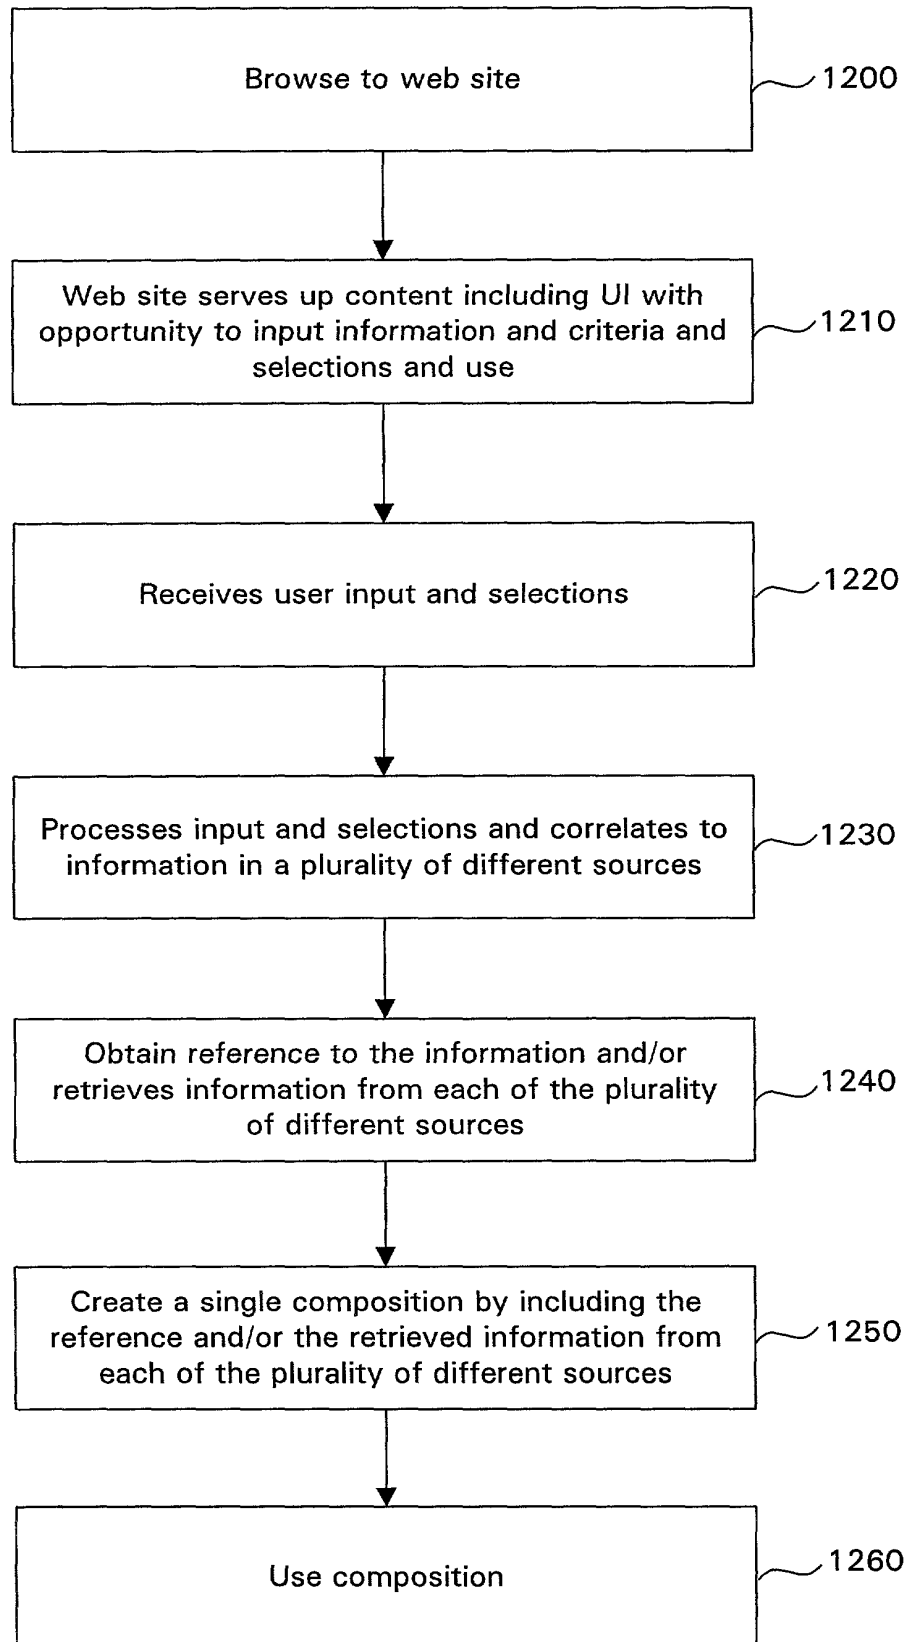 Browse to web site
1200
Web site serves up content including UI with
opportunity to input information and criteria and
selections and use
1210
Receives user input and selections
1220
Processes input and selections and correlates to
information in a plurality of different sources
1230
Obtain reference to the information and/or
retrieves information from each of the plurality
of different sources
1240
Create a single composition by including the
reference and/or the retrieved information from
each of the plurality of different sources
1250
Use composition
1260